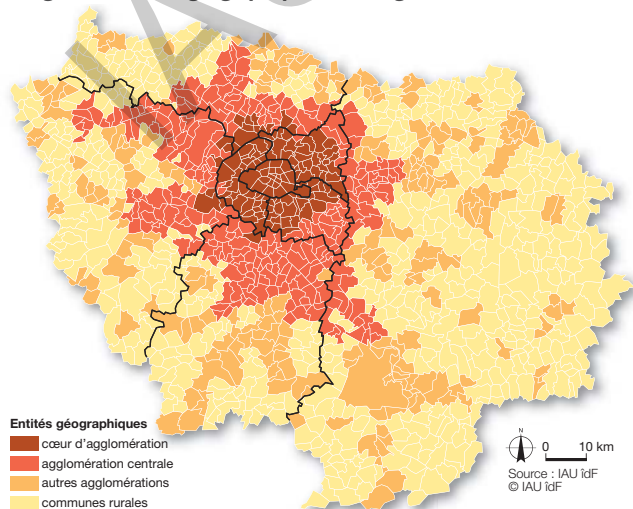 Entités géographiques
cœur d'agglomération
agglomération centrale
autres agglomérations
communes rurales
N
0 10 km
Source : IAU îdF
© IAU îdF